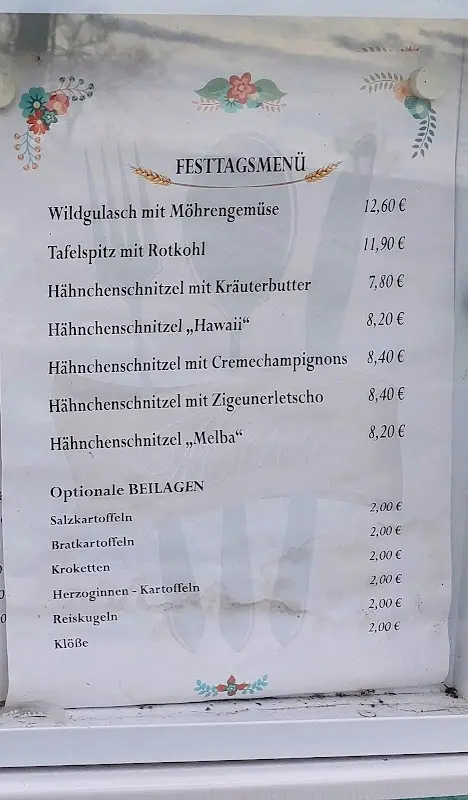 FESTTAGSMENÜ
Wildgulasch mit Möhrengemüse 12,60 €
Tafelspitz mit Rotkohl 11,90 €
Hähnchenschnitzel mit Kräuterbutter 7,80 €
Hähnchenschnitzel „Hawaii“ 8,20 €
Hähnchenschnitzel mit Cremechampignons 8,40 €
Hähnchenschnitzel mit Zigeunerletscho 8,40 €
Hähnchenschnitzel „Melba“ 8,20 €
Optionale BEILAGEN
Salzkartoffeln 2,00 €
Bratkartoffeln 2,00 €
Kroketten 2,00 €
Herzoginnen - Kartoffeln 2,00 €
Reiskugeln 2,00 €
Klöße 2,00 €